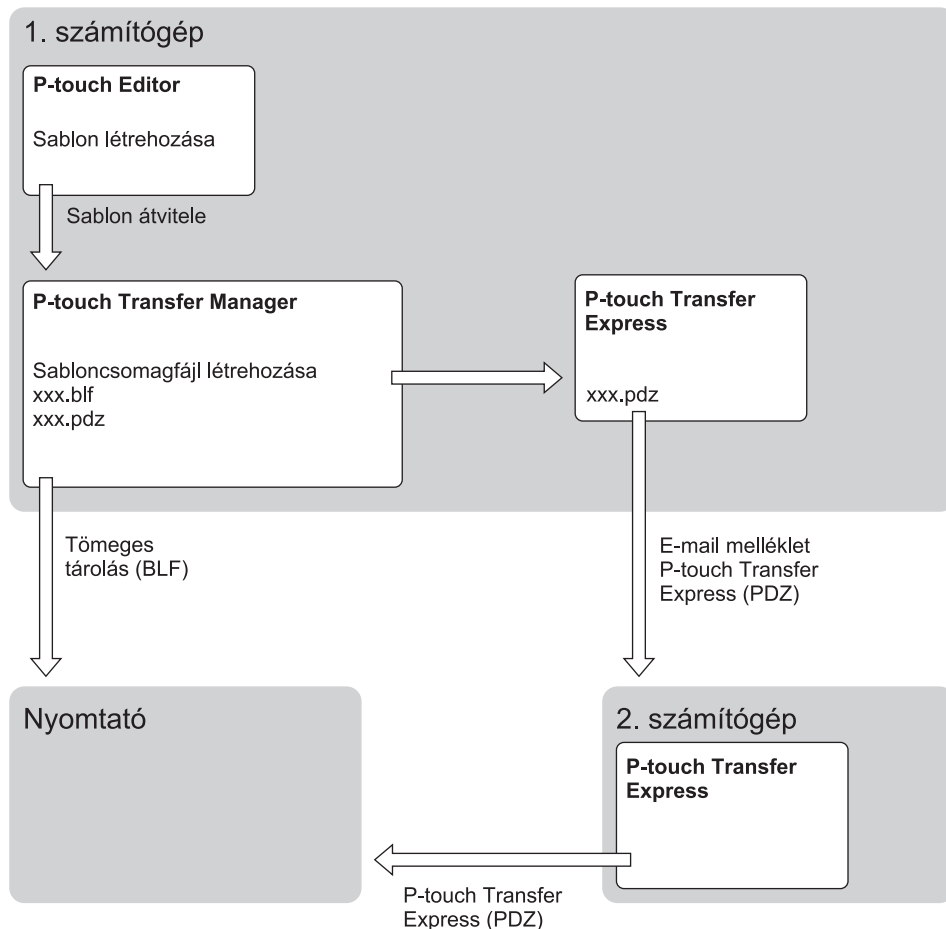 1. számítógép
P-touch Editor
Sablon létrehozása
Sablon átvitele
P-touch Transfer Manager
Sabloncsomagfájl létrehozása
xxx.blf
xxx.pdz
P-touch Transfer
Express
xxx.pdz
Tömeges
tárolás (BLF)
E-mail melléklet
P-touch Transfer
Express (PDZ)
Nyomtató
2. számítógép
P-touch Transfer
Express
P-touch Transfer
Express (PDZ)